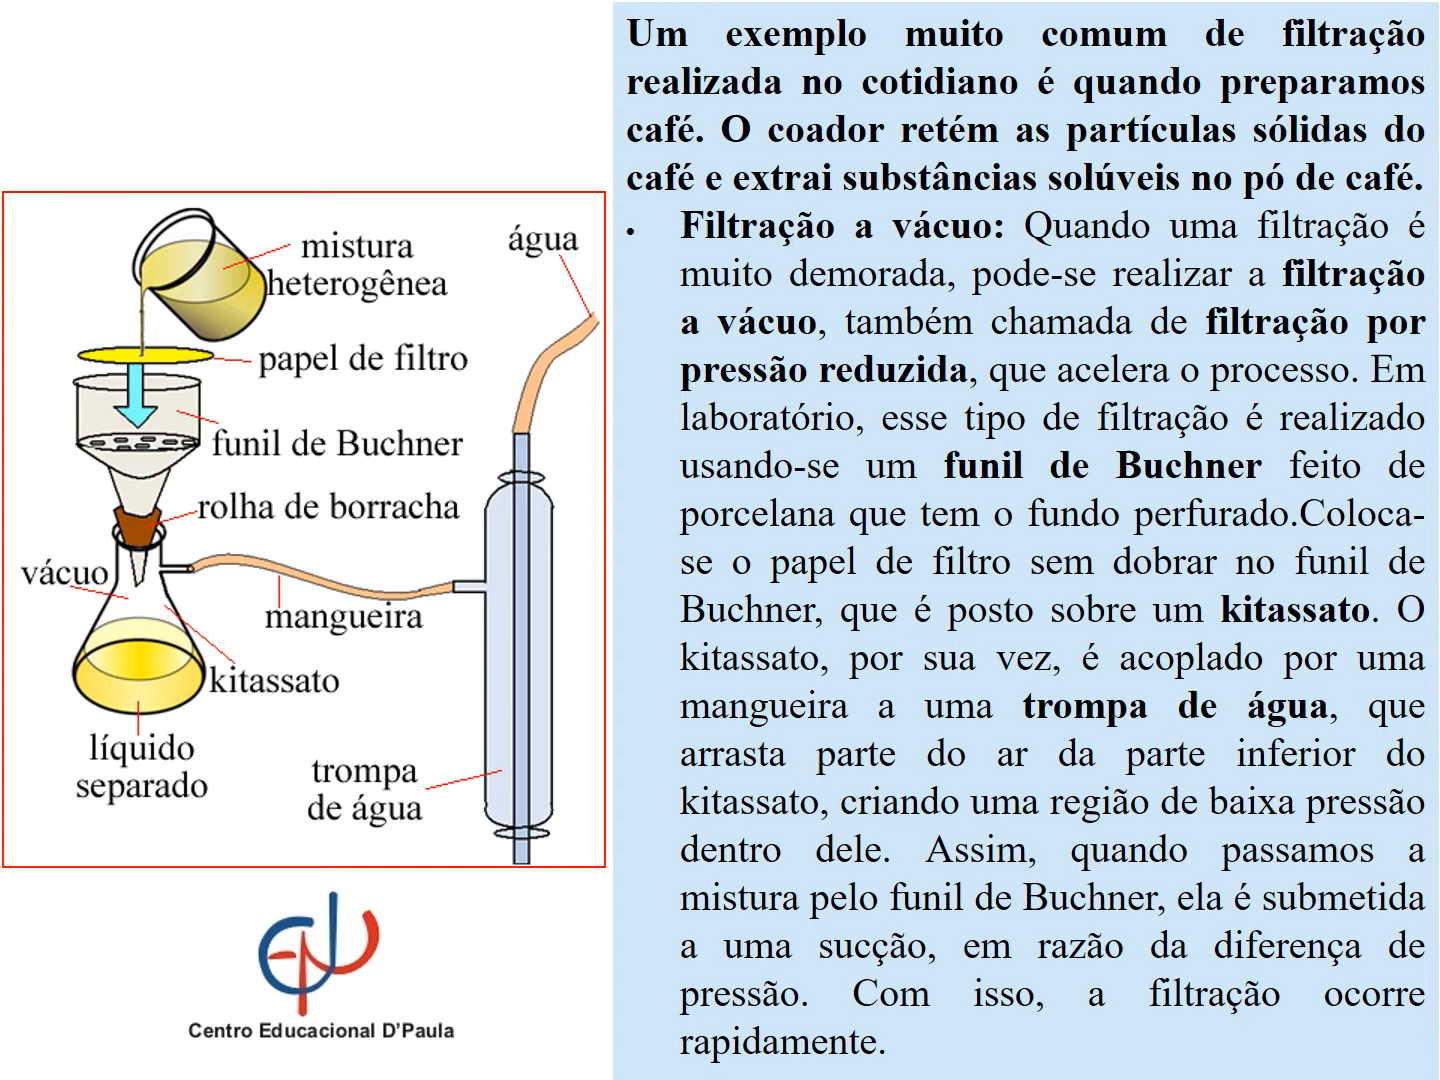 Um exemplo muito comum de filtração
realizada no cotidiano é quando preparamos
café. O coador retém as partículas sólidas do
café e extrai substâncias solúveis no pó de café.
• Filtração a vácuo: Quando uma filtração é
muito demorada, pode-se realizar a filtração
a vácuo, também chamada de filtração por
pressão reduzida, que acelera o processo. Em
laboratório, esse tipo de filtração é realizado
usando-se um funil de Buchner feito de
porcelana que tem o fundo perfurado.Coloca-
se o papel de filtro sem dobrar no funil de
Buchner, que é posto sobre um kitassato. O
kitassato, por sua vez, é acoplado por uma
mangueira a uma trompa de água, que
arrasta parte do ar da parte inferior do
kitassato, criando uma região de baixa pressão
dentro dele. Assim, quando passamos a
mistura pelo funil de Buchner, ela é submetida
a uma sucção, em razão da diferença de
pressão. Com isso, a filtração ocorre
rapidamente.
mistura
heterogênea
água
papel de filtro
funil de Buchner
rolha de borracha
vácuo
mangueira
kitassato
líquido
separado
trompa
de água
Centro Educacional D'Paula